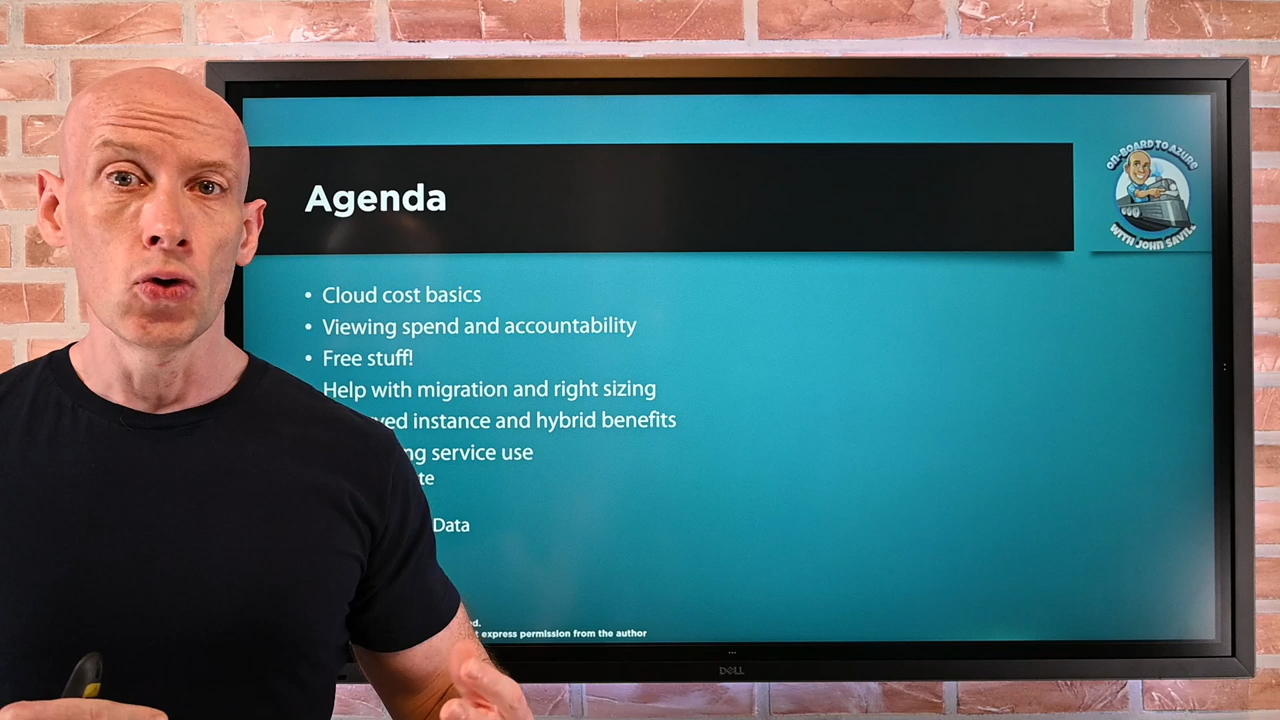 Agenda
ON-BOARD TO AZURE
WITH JOHN SAVILL
• Cloud cost basics
• Viewing spend and accountability
• Free stuff!
Help with migration and right sizing
ved instance and hybrid benefits
ng service use
te
Data
ed.
t express permission from the author
DELL